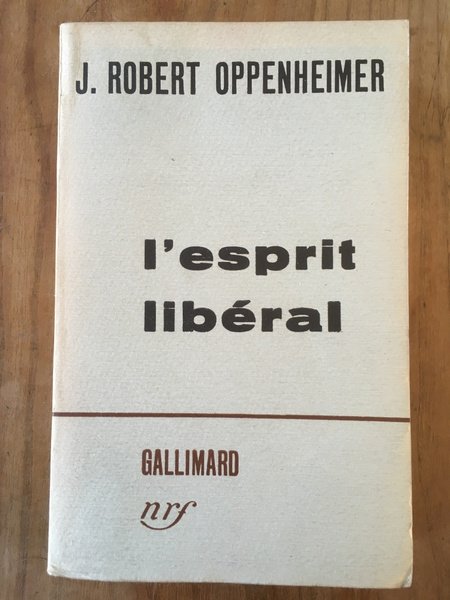 J. ROBERT OPPENHEIMER
l'esprit
libéral
GALLIMARD
nrf